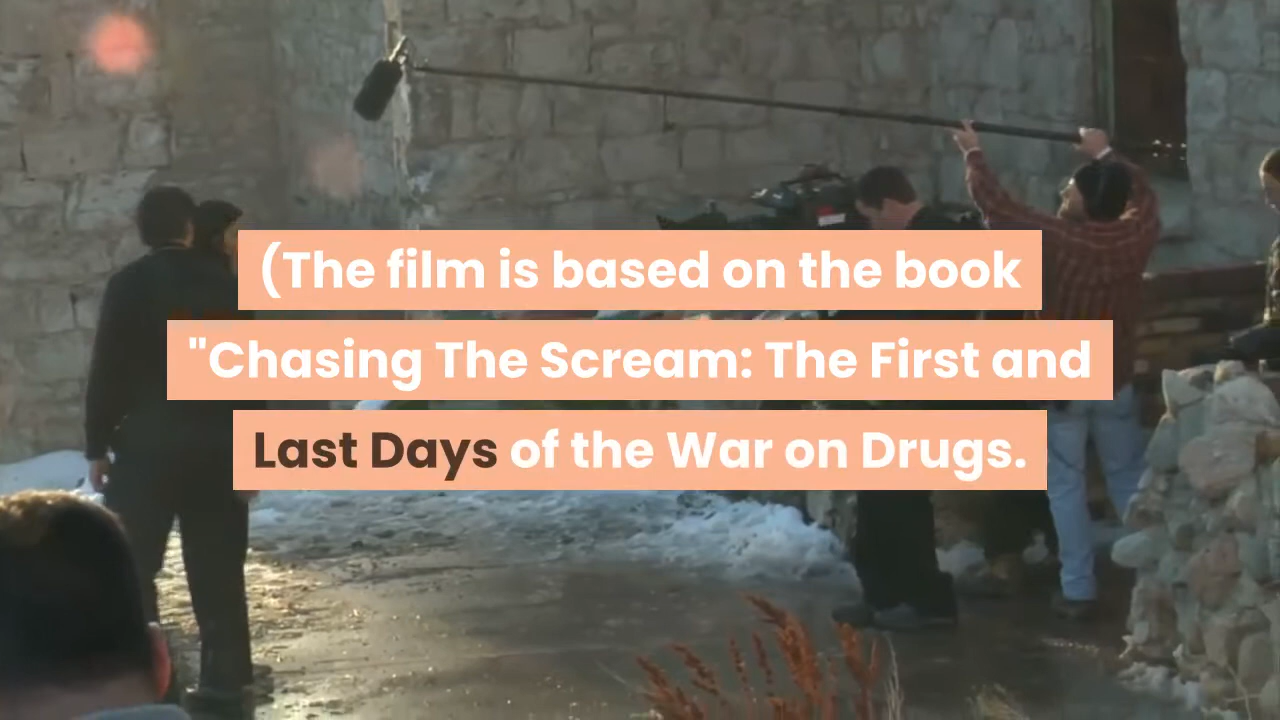 (The film is based on the book
"Chasing The Scream: The First and
Last Days of the War on Drugs.